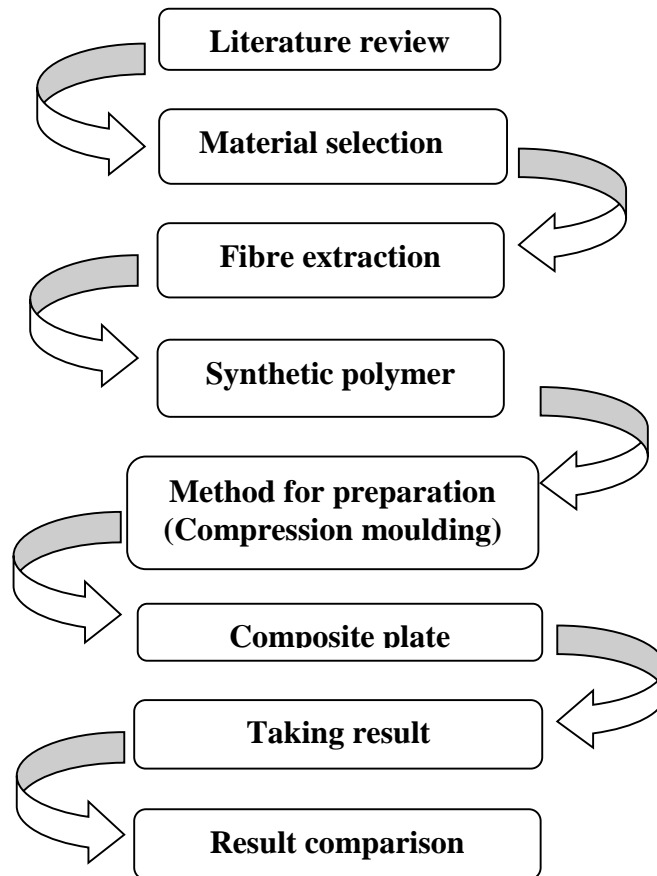 Literature review
Material selection
Fibre extraction
Synthetic polymer
Method for preparation
(Compression moulding)
Composite plate
Taking result
Result comparison